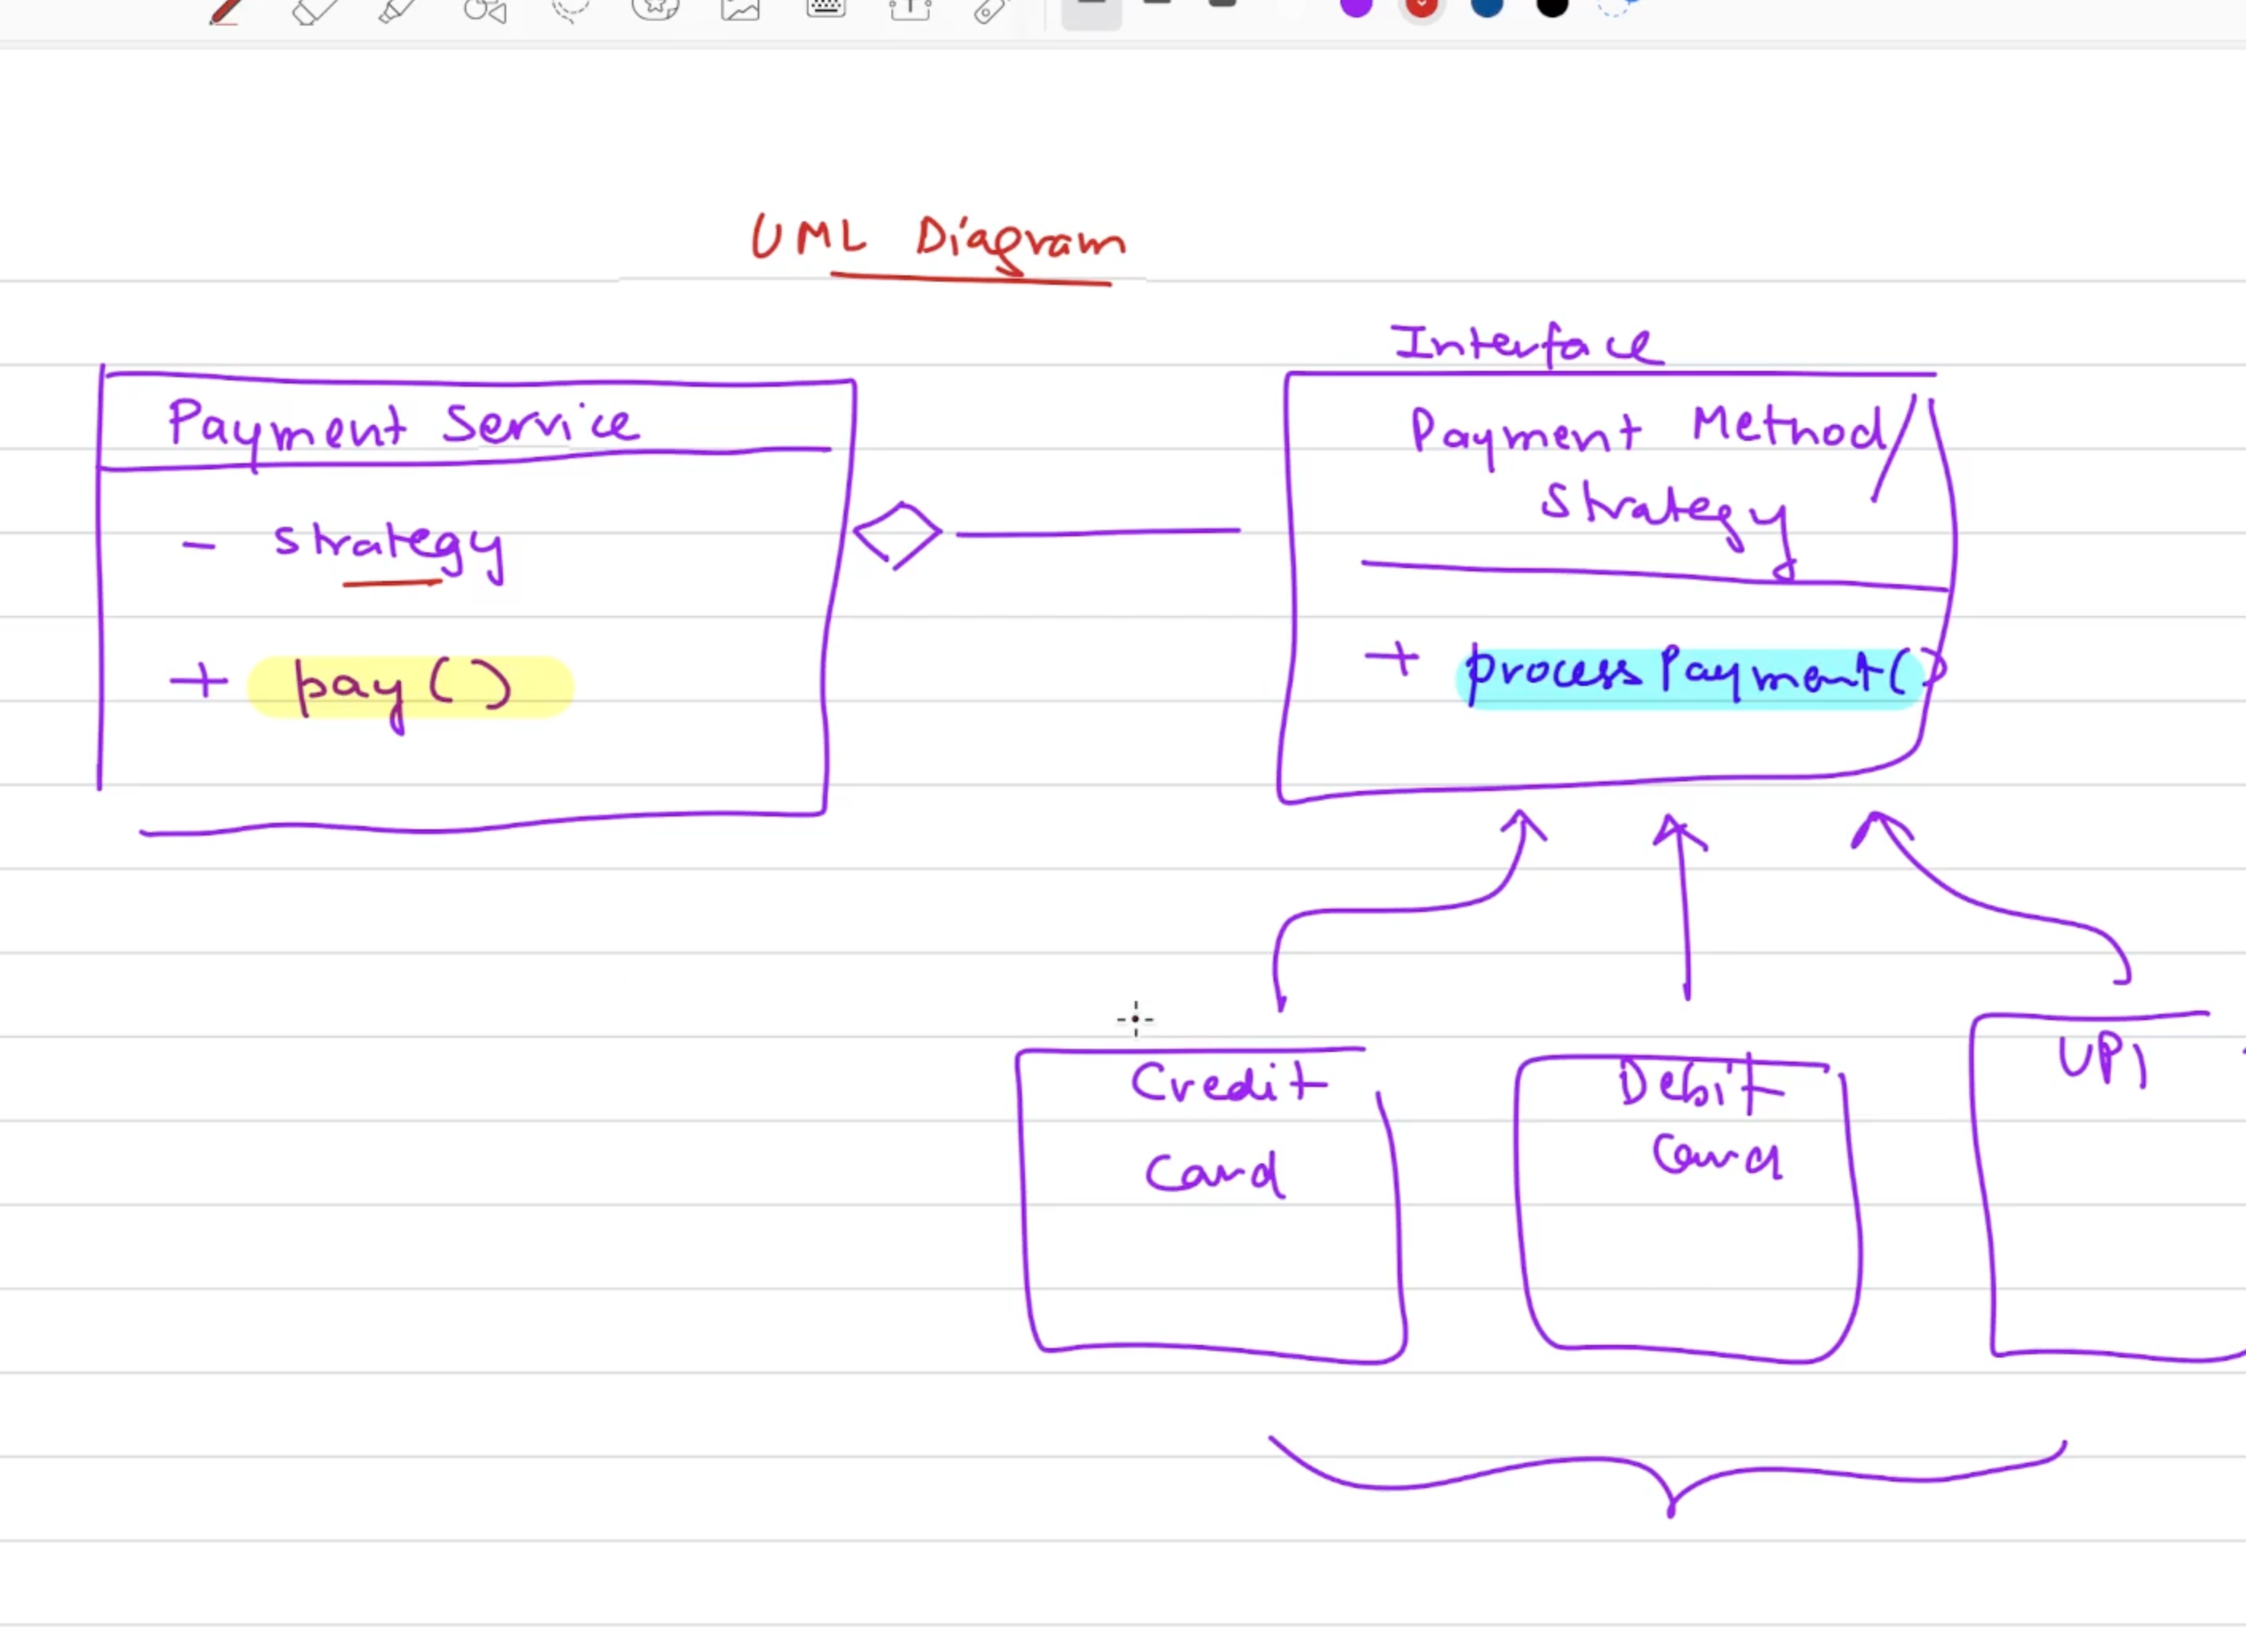 UML Diagram
Interface
Payment Service
- strategy
+ pay()
Payment Method/
Strategy
+ processPayment()
Credit
Card
Debit
Card
UPI